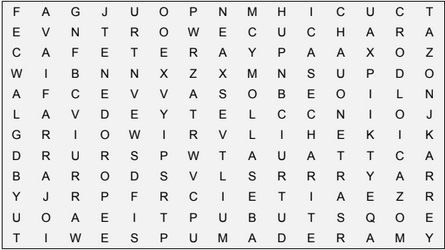 F A G J U O P N M H I C U C T
E V N T R O W E C U C H A R A
C A F E T E R A Y P A A X O Z
W I B N N X Z X M N S U P D O
A F C E V V A S O B E O I L N
L A V D E Y T E L C C N I O J
G R I O W I R V L I H E K I K
D R U R S P W T A U A T T C A
B A R O D S V L S R R R Y A R
Y J R P F R C I E T I A E Z R
U O A E I T P U B U T S Q O E
T I W E S P U M A D E R A M Y